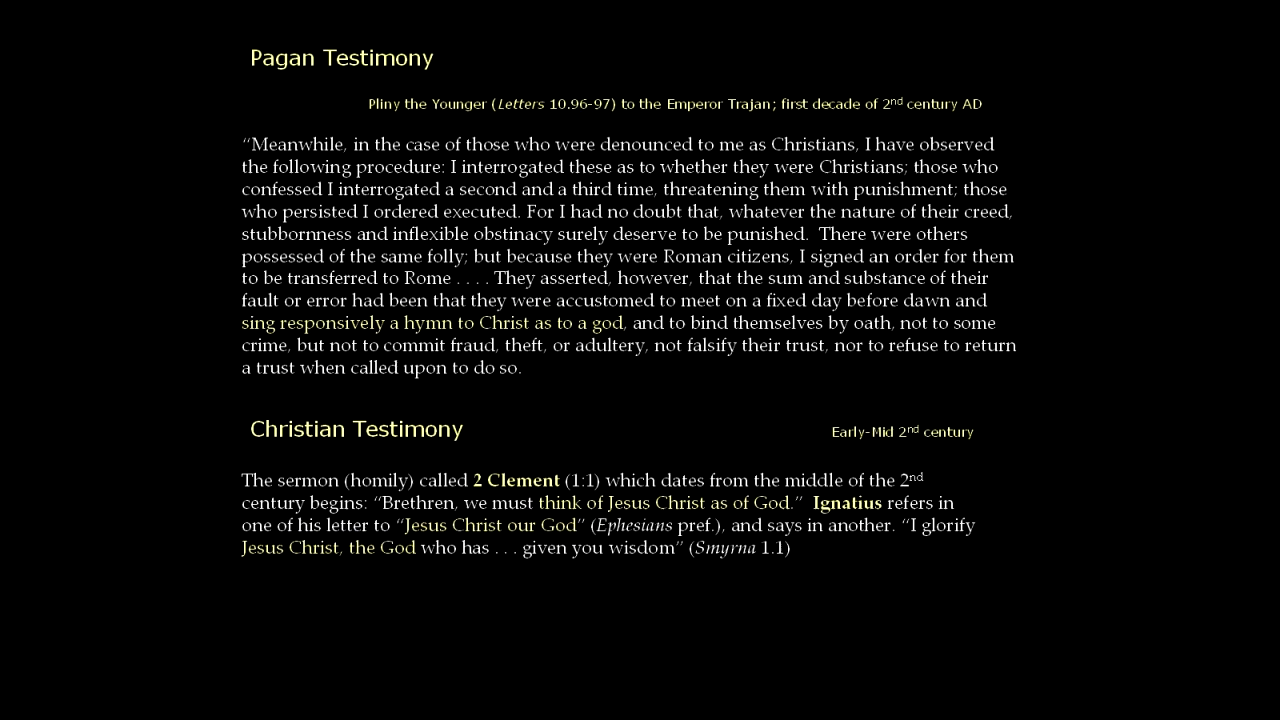 Pagan Testimony
Pliny the Younger (Letters 10.96-97) to the Emperor Trajan; first decade of 2nd century AD
“Meanwhile, in the case of those who were denounced to me as Christians, I have observed
the following procedure: I interrogated these as to whether they were Christians; those who
confessed I interrogated a second and a third time, threatening them with punishment; those
who persisted I ordered executed. For I had no doubt that, whatever the nature of their creed,
stubbornness and inflexible obstinacy surely deserve to be punished.  There were others
possessed of the same folly; but because they were Roman citizens, I signed an order for them
to be transferred to Rome . . . . They asserted, however, that the sum and substance of their
fault or error had been that they were accustomed to meet on a fixed day before dawn and
sing responsively a hymn to Christ as to a god, and to bind themselves by oath, not to some
crime, but not to commit fraud, theft, or adultery, not falsify their trust, nor to refuse to return
a trust when called upon to do so.
Christian Testimony
Early-Mid 2nd century
The sermon (homily) called 2 Clement (1:1) which dates from the middle of the 2nd
century begins: “Brethren, we must think of Jesus Christ as of God.”  Ignatius refers in
one of his letter to “Jesus Christ our God” (Ephesians pref.), and says in another. “I glorify
Jesus Christ, the God who has . . . given you wisdom” (Smyrna 1.1)